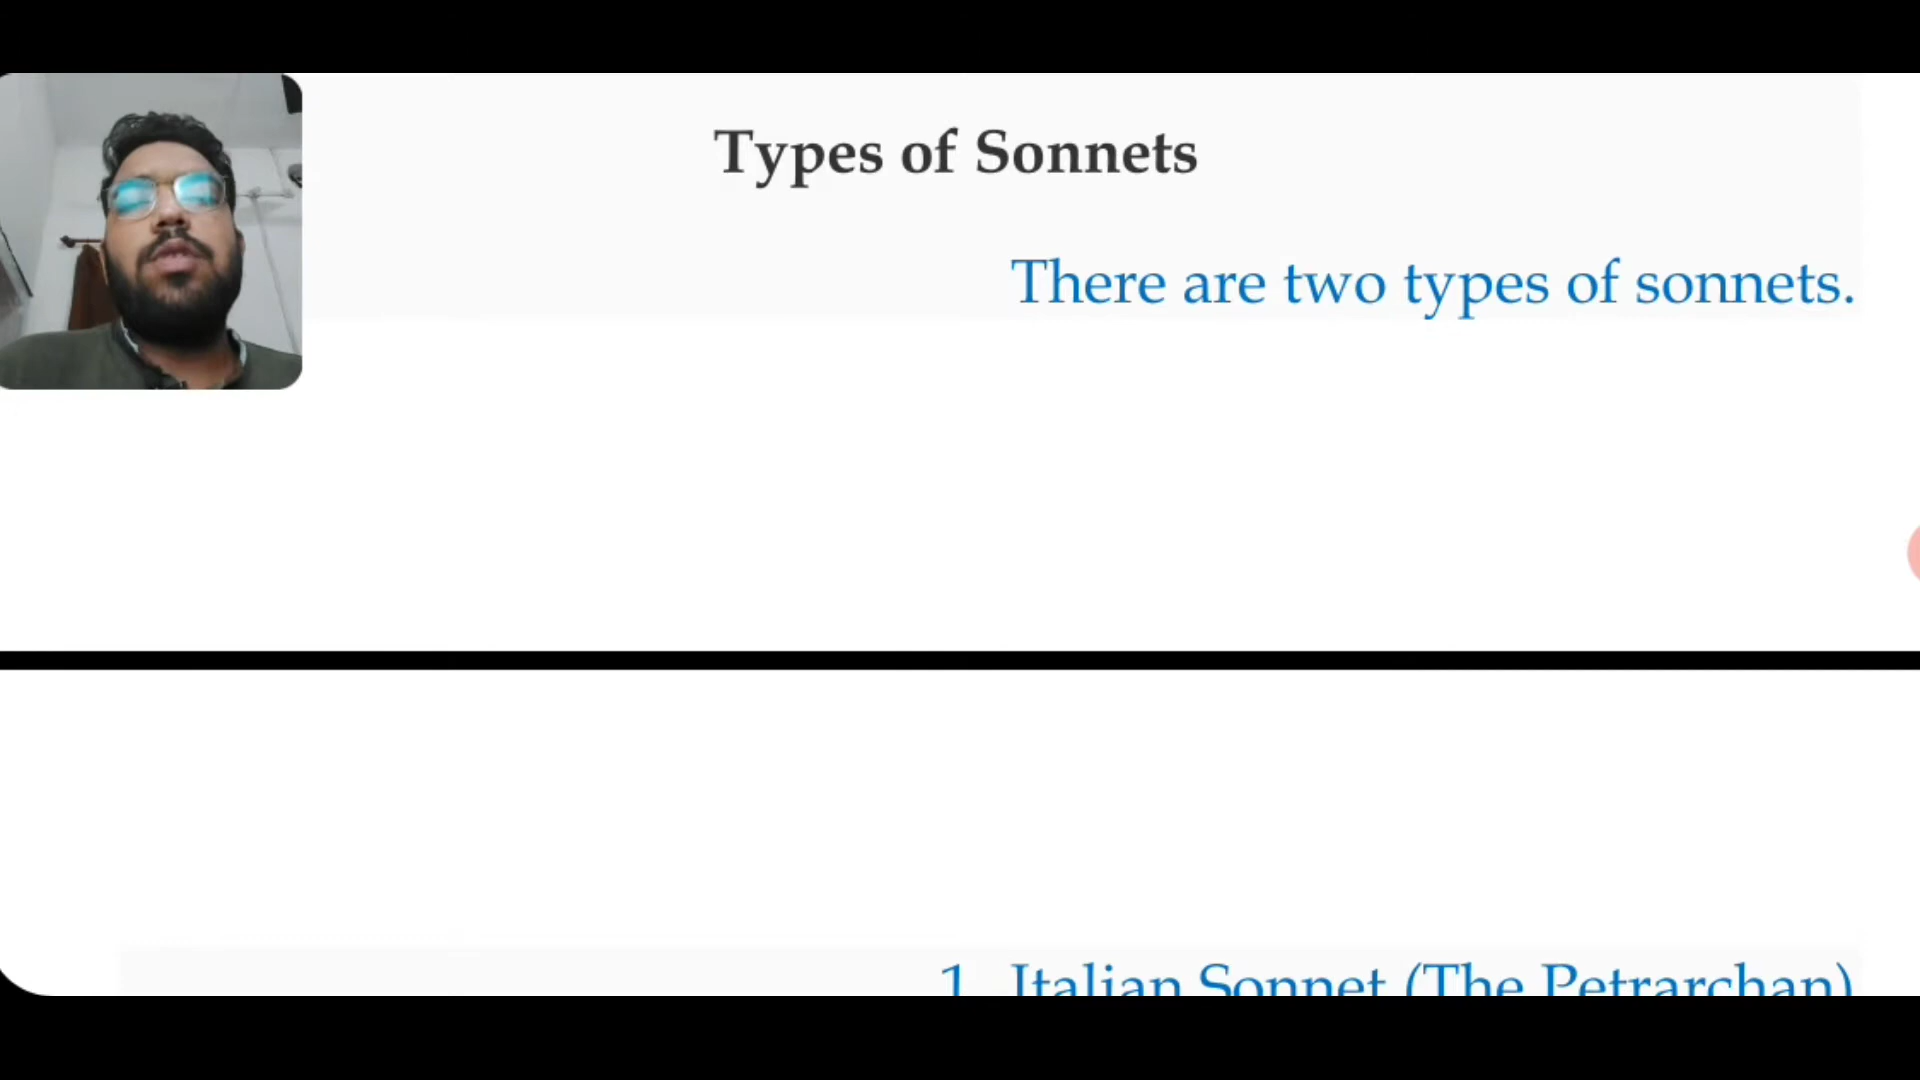 Types of Sonnets
There are two types of sonnets.
1. Italian Sonnet (The Petrarchan)